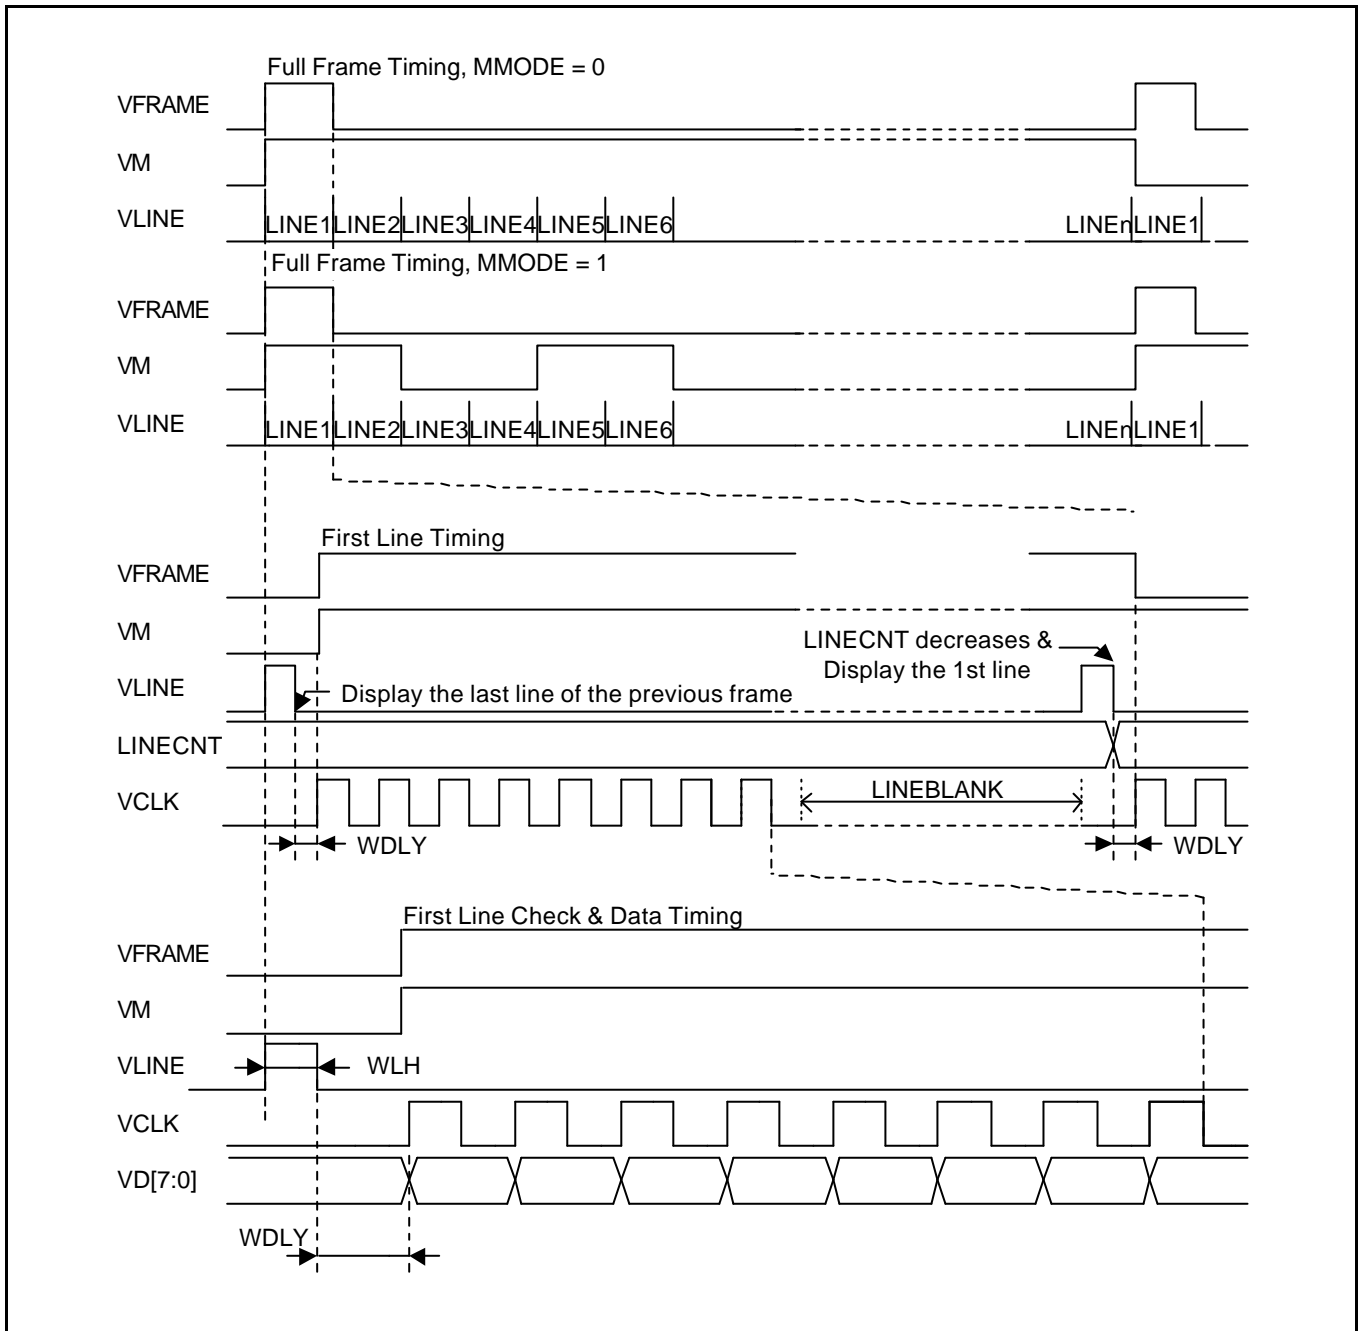 Full Frame Timing, MMODE = 0
VFRAME
VM
VLINE
LINE1 LINE2 LINE3 LINE4 LINE5 LINE6 LINEn LINE1
Full Frame Timing, MMODE = 1
VFRAME
VM
VLINE
LINE1 LINE2 LINE3 LINE4 LINE5 LINE6 LINEn LINE1
First Line Timing
VFRAME
VM
LINECNT decreases &
Display the 1st line
VLINE
Display the last line of the previous frame
LINECNT
VCLK
LINEBLANK
WDLY
WDLY
First Line Check & Data Timing
VFRAME
VM
VLINE
WLH
VCLK
VD[7:0]
WDLY